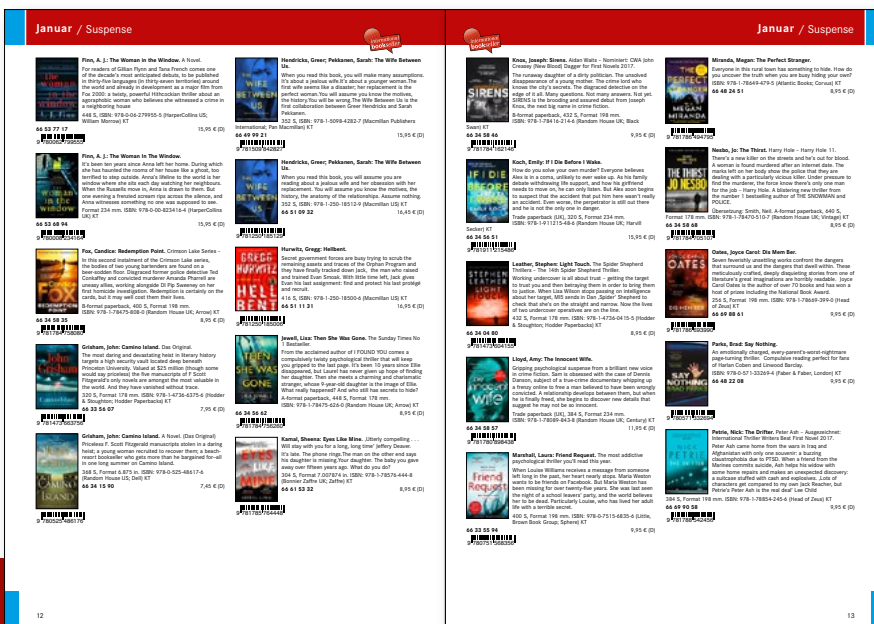 Januar / Suspense
International
bookseller
Finn, A. J.: The Woman in the Window. A Novel.
For readers of Gillian Flynn and Tana French comes one
of the decade's most anticipated debuts, to be published
in thirty-five languages (in thirty-seven territories) around
the world and already in development as a major film from
Fox 2000: a twisty, powerful Hitchcockian thriller about an
agoraphobic woman who believes she witnessed a crime in
a neighboring house
448 S, ISBN: 978-0-06-279955-5 (HarperCollins US;
William Morrow) KT
66 53 77 17
15,95 € (D)
Finn, A. J.: The Woman in The Window.
It's been ten years since Anna left home. During which
she has haunted the rooms of her house like a ghost, too
terrified to step outside. Anna's lifeline to the world is her
window where she sits each day watching her neighbours.
When the Russells move in, Anna is drawn to them. But
one evening a frenzied scream rips across the silence, and
Anna witnesses something no one was supposed to see.
Format 234 mm. ISBN: 978-0-00-823416-4 (HarperCollins
UK) KT
66 53 68 94
15,95 € (D)
Fox, Candice: Redemption Point. Crimson Lake Series –
In this second instalment of the Crimson Lake series,
the bodies of two young bartenders are found on a
beer-sodden floor. Disgraced former police detective Ted
Conkaffey and convicted murderer Amanda Pharrell are
uneasy allies, working alongside DI Pip Sweeney on her
first homicide investigation. Redemption is certainly on the
cards, but it may well cost them their lives.
B-format paperback, 400 S, Format 198 mm.
ISBN: 978-1-78475-808-0 (Random House UK; Arrow) KT
66 34 58 35
8,95 € (D)
Grisham, John: Camino Island. Das Original.
The most daring and devastating heist in literary history
targets a high security vault located deep beneath
Princeton University. Valued at $25 million (though some
would say priceless) the five manuscripts of F Scott
Fitzgerald's only novels are amongst the most valuable in
the world. And they have vanished without trace.
320 S, Format 178 mm. ISBN: 978-1-4736-6375-6 (Hodder
& Stoughton; Hodder Paperbacks) KT
66 33 56 07
7,95 € (D)
Grisham, John: Camino Island. A Novel. (Das Original)
Priceless F. Scott Fitzgerald manuscripts stolen in a daring
heist; a young woman recruited to recover them; a beach-
resort bookseller who gets more than he bargained for–all
in one long summer on Camino Island.
368 S, Format 6.875 in. ISBN: 978-0-525-48617-6
(Random House US; Dell) KT
66 34 15 90
7,45 € (D)
Hendricks, Greer; Pekkanen, Sarah: The Wife Between
Us.
When you read this book, you will make many assumptions.
It's about a jealous wife.It's about a younger woman.The
first wife seems like a disaster; her replacement is the
perfect woman.You will assume you know the motives,
the history.You will be wrong.The Wife Between Us is the
first collaboration between Greer Hendricks and Sarah
Pekkanen.
352 S, ISBN: 978-1-5098-4282-7 (Macmillan Publishers
International; Pan Macmillan) KT
66 49 99 21
15,95 € (D)
Hendricks, Greer; Pekkanen, Sarah: The Wife Between
Us.
When you read this book, you will assume you are
reading about a jealous wife and her obsession with her
replacement. You will assume you know the motives, the
history, the anatomy of the relationships. Assume nothing.
352 S, ISBN: 978-1-250-18512-9 (Macmillan US) KT
66 51 09 32
16,45 € (D)
Hurwitz, Gregg: Hellbent.
Secret government forces are busy trying to scrub the
remaining assets and traces of the Orphan Program and
they have finally tracked down Jack, the man who raised
and trained Evan Smoak. With little time left, Jack gives
Evan his last assignment: find and protect his last protégé
and recruit.
416 S, ISBN: 978-1-250-18500-6 (Macmillan US) KT
66 51 11 31
16,95 € (D)
Jewell, Lisa: Then She Was Gone. The Sunday Times No
1 Bestseller.
From the acclaimed author of I FOUND YOU comes a
compulsively twisty psychological thriller that will keep
you gripped to the last page. It's been 10 years since Ellie
disappeared, but Laurel has never given up hope of finding
her daughter. Then she meets a charming and charismatic
stranger, whose 9-year-old daughter is the image of Ellie.
What really happened? And who still has secrets to hide?
A-format paperback, 448 S, Format 178 mm.
ISBN: 978-1-78475-626-0 (Random House UK; Arrow) KT
66 34 56 62
8,95 € (D)
Kamal, Sheena: Eyes Like Mine. ‚Utterly compelling . . .
Will stay with you for a long, long time' Jeffery Deaver.
It's late. The phone rings.The man on the other end says
his daughter is missing.Your daughter. The baby you gave
away over fifteen years ago. What do you do?
304 S, Format 7.007874 in. ISBN: 978-1-78576-444-8
(Bonnier Zaffre UK; Zaffre) KT
66 61 53 32
8,95 € (D)
12
Januar / Suspense
International
bookseller
Knox, Joseph: Sirens. Aidan Waits – Nominiert: CWA John
Creasey (New Blood) Dagger for First Novels 2017.
The runaway daughter of a dirty politician. The unsolved
disappearance of a young mother. The crime lord who
knows the secrets. The disgraced detective on the
edge of it all. Many questions. Not many answers. Not yet.
SIRENS is the brooding and assured debut from Joseph
Knox, the next big name in crime fiction.
B-format paperback, 432 S, Format 198 mm.
ISBN: 978-1-78416-214-6 (Random House UK; Black
Swan) KT
66 34 58 46
9,95 € (D)
Koch, Emily: If I Die Before I Wake.
How do you solve your own murder? Everyone believes
Alex is in a coma, unlikely to ever wake up. As his family
debate withdrawing life support, and how his girlfriend
needs to move on, he can only listen. But Alex soon begins
to suspect that the accident that put him here wasn't really
an accident. Even worse, the perpetrator is still out there
and he is not the only one in danger.
Trade paperback (UK), 320 S, Format 234 mm.
ISBN: 978-1-911215-48-6 (Random House UK; Harvill
Secker) KT
66 34 56 51
15,95 € (D)
Leather, Stephen: Light Touch. The Spider Shepherd
Thrillers – The 14th Spider Shepherd Thriller.
Working undercover is all about trust – getting the target
to trust you and then betraying them in order to bring them
to justice. When Lisa Wilson stops passing on intelligence
about her target, MI5 sends in Dan ‚Spider' Shepherd to
check that she's on the straight and narrow. Now the lives
of two undercover operatives are on the line.
432 S, Format 178 mm. ISBN: 978-1-4736-0415-5 (Hodder
& Stoughton; Hodder Paperbacks) KT
66 34 04 80
8,95 € (D)
Lloyd, Amy: The Innocent Wife.
Gripping psychological suspense from a brilliant new voice
in crime fiction. Sam is obsessed with the case of Dennis
Danson, subject of a true-crime documentary whipping up
a frenzy online to free a man believed to have been wrongly
convicted. A relationship develops between them, but when
he is finally freed, she begins to discover new details that
suggest he may not be so innocent.
Trade paperback (UK), 384 S, Format 234 mm.
ISBN: 978-1-78089-843-8 (Random House UK; Century) KT
66 34 58 57
11,95 € (D)
Marshall, Laura: Friend Request. The most addictive
psychological thriller you'll read this year.
When Louise Williams receives a message from someone
left long in the past, her heart nearly stops. Maria Weston
wants to be friends on Facebook. But Maria Weston has
been missing for over twenty-five years. She was last seen
the night of a school leavers' party, and the world believes
her to be dead. Particularly Louise, who has lived her adult
life with a terrible secret.
400 S, Format 198 mm. ISBN: 978-0-7515-6835-6 (Little,
Brown Book Group; Sphere) KT
66 33 55 94
9,95 € (D)
Miranda, Megan: The Perfect Stranger.
Everyone in this rural town has something to hide. How do
you uncover the truth when you are busy hiding your own?
ISBN: 978-1-78649-479-5 (Atlantic Books; Corvus) KT
66 48 24 51
8,95 € (D)
Nesbo, Jo: The Thirst. Harry Hole – Harry Hole 11.
There's a new killer on the streets and he's out for blood.
A woman is found murdered after an internet date. The
marks left on her body show the police that they are
dealing with a particularly vicious killer. Under pressure to
find the murderer, the force know there's only one man
for the job – Harry Hole. A blistering new thriller from
the number 1 bestselling author of THE SNOWMAN and
POLICE.
Übersetzung: Smith, Neil. A-format paperback, 640 S,
Format 178 mm. ISBN: 978-1-78470-510-7 (Random House UK; Vintage) KT
66 34 58 68
8,95 € (D)
Oates, Joyce Carol: Dis Mem Ber.
Seven feverishly unsettling works confront the dangers
that surround us and the dangers that dwell within. These
meticulously crafted, deeply disquieting stories from one of
literature's great imaginations are horribly readable. Joyce
Carol Oates is the author of over 70 books and has won a
host of prizes including the National Book Award.
256 S, Format 198 mm. ISBN: 978-1-78669-399-0 (Head
of Zeus) KT
66 69 88 61
9,95 € (D)
Parks, Brad: Say Nothing.
An emotionally charged, every-parent's-worst-nightmare
page-turning thriller. Compulsive reading perfect for fans
of Harlan Coben and Linwood Barclay.
ISBN: 978-0-571-33269-4 (Faber & Faber, London) KT
66 48 22 08
8,95 € (D)
Petrie, Nick: The Drifter. Peter Ash – Ausgezeichnet:
International Thriller Writers Best First Novel 2017.
Peter Ash came home from the wars in Iraq and
Afghanistan with only one souvenir: a buzzing
claustrophobia due to PTSD. When a friend from the
Marines commits suicide, Ash helps his widow with
some home repairs and makes an unexpected discovery:
a suitcase stuffed with cash and explosives. ‚Lots of
characters get compared to my own Jack Reacher, but
Petrie's Peter Ash is the real deal' Lee Child
384 S, Format 198 mm. ISBN: 978-1-78854-245-6 (Head of Zeus) KT
66 69 90 58
9,95 € (D)
13